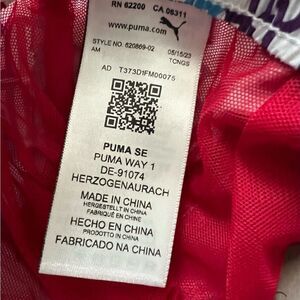 RN 62200 CA 06311
www.puma.com
STYLE NO: 620869-02 05/15/23
AM TCNGS
AD T373D1FM00075
PUMA SE
PUMA WAY 1
DE-91074
HERZOGENAURACH
MADE IN CHINA
HERGESTELLT IN CHINA
FABRIQUÉ EN CHINE
HECHO EN CHINA
PRODOTTO IN CHINA
FABRICADO NA CHINA